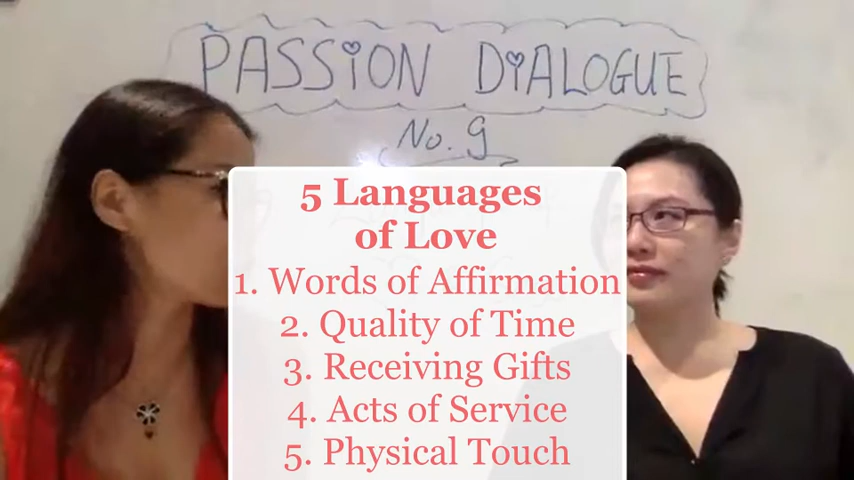 PASSION DIALOGUE
No. 9
5 Languages
of Love
1. Words of Affirmation
2. Quality of Time
3. Receiving Gifts
4. Acts of Service
5. Physical Touch